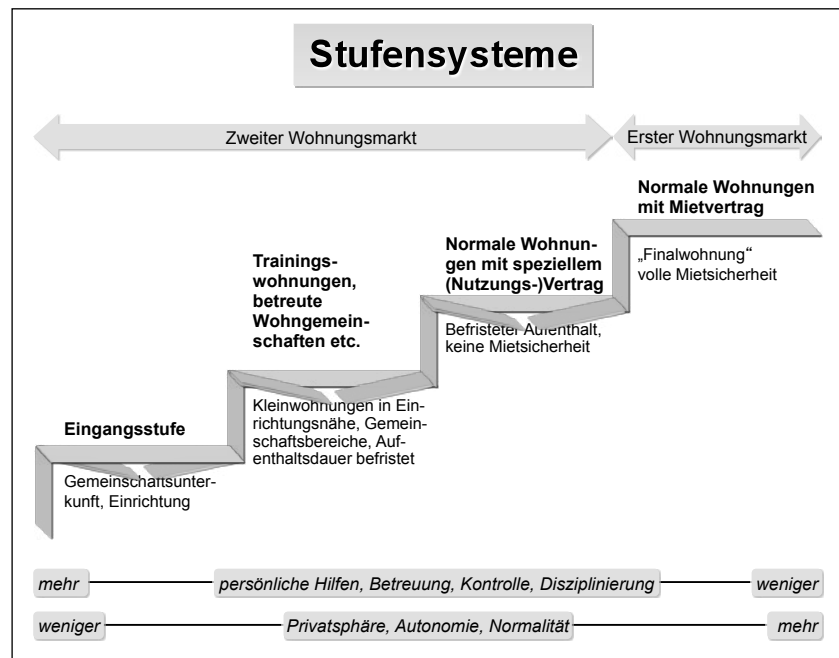 Stufensysteme
Zweiter Wohnungsmarkt
Erster Wohnungsmarkt
Normale Wohnungen
mit Mietvertrag
„Finalwohnung“
volle Mietsicherheit
Normale Wohnun-
gen mit speziellem
(Nutzungs-)Vertrag
Befristeter Aufenthalt,
keine Mietsicherheit
Trainings-
wohnungen,
betreute
Wohngemein-
schaften etc.
Kleinwohnungen in Ein-
richtungsnähe, Gemein-
schaftsbereiche, Auf-
enthaltsdauer befristet
Eingangsstufe
Gemeinschaftsunter-
kunft, Einrichtung
mehr persönliche Hilfen, Betreuung, Kontrolle, Disziplinierung weniger
weniger Privatsphäre, Autonomie, Normalität mehr